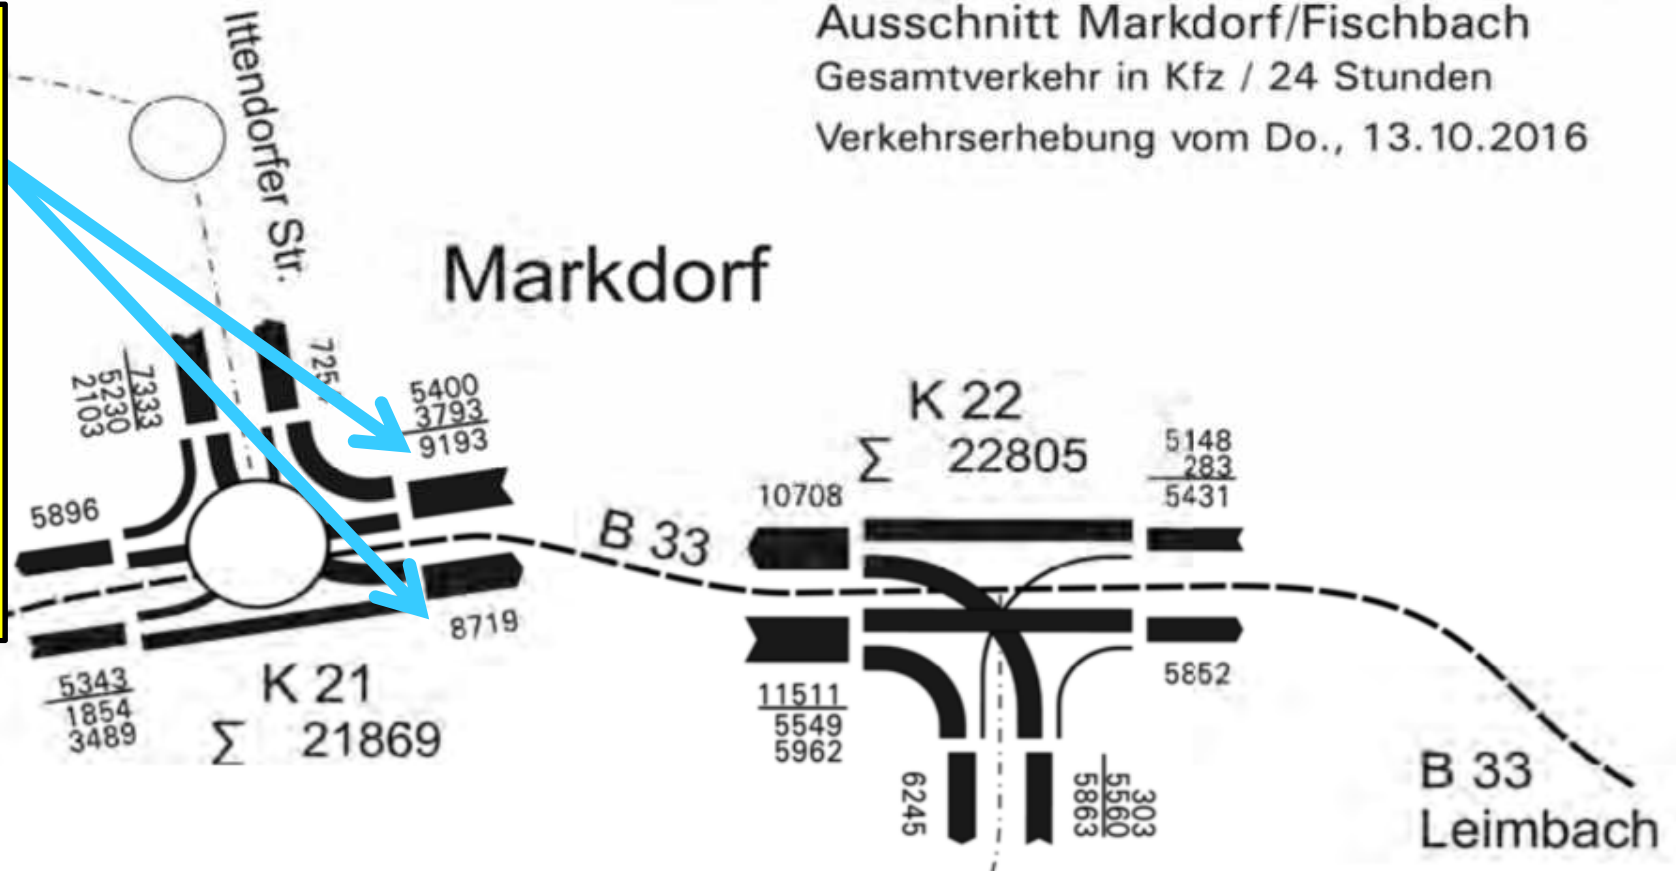 Ausschnitt Markdorf/Fischbach
Gesamtverkehr in Kfz / 24 Stunden
Verkehrserhebung vom Do., 13.10.2016
Ittendorfer Str.
Markdorf
7333
5230
2103
5400
3793
9193
5896
8719
5343
1854
3489
K 21
Σ 21869
B 33
K 22
Σ 22805
10708
5148
283
5431
11511
5549
5962
5852
6245
303
5560
5863
B 33
Leimbach